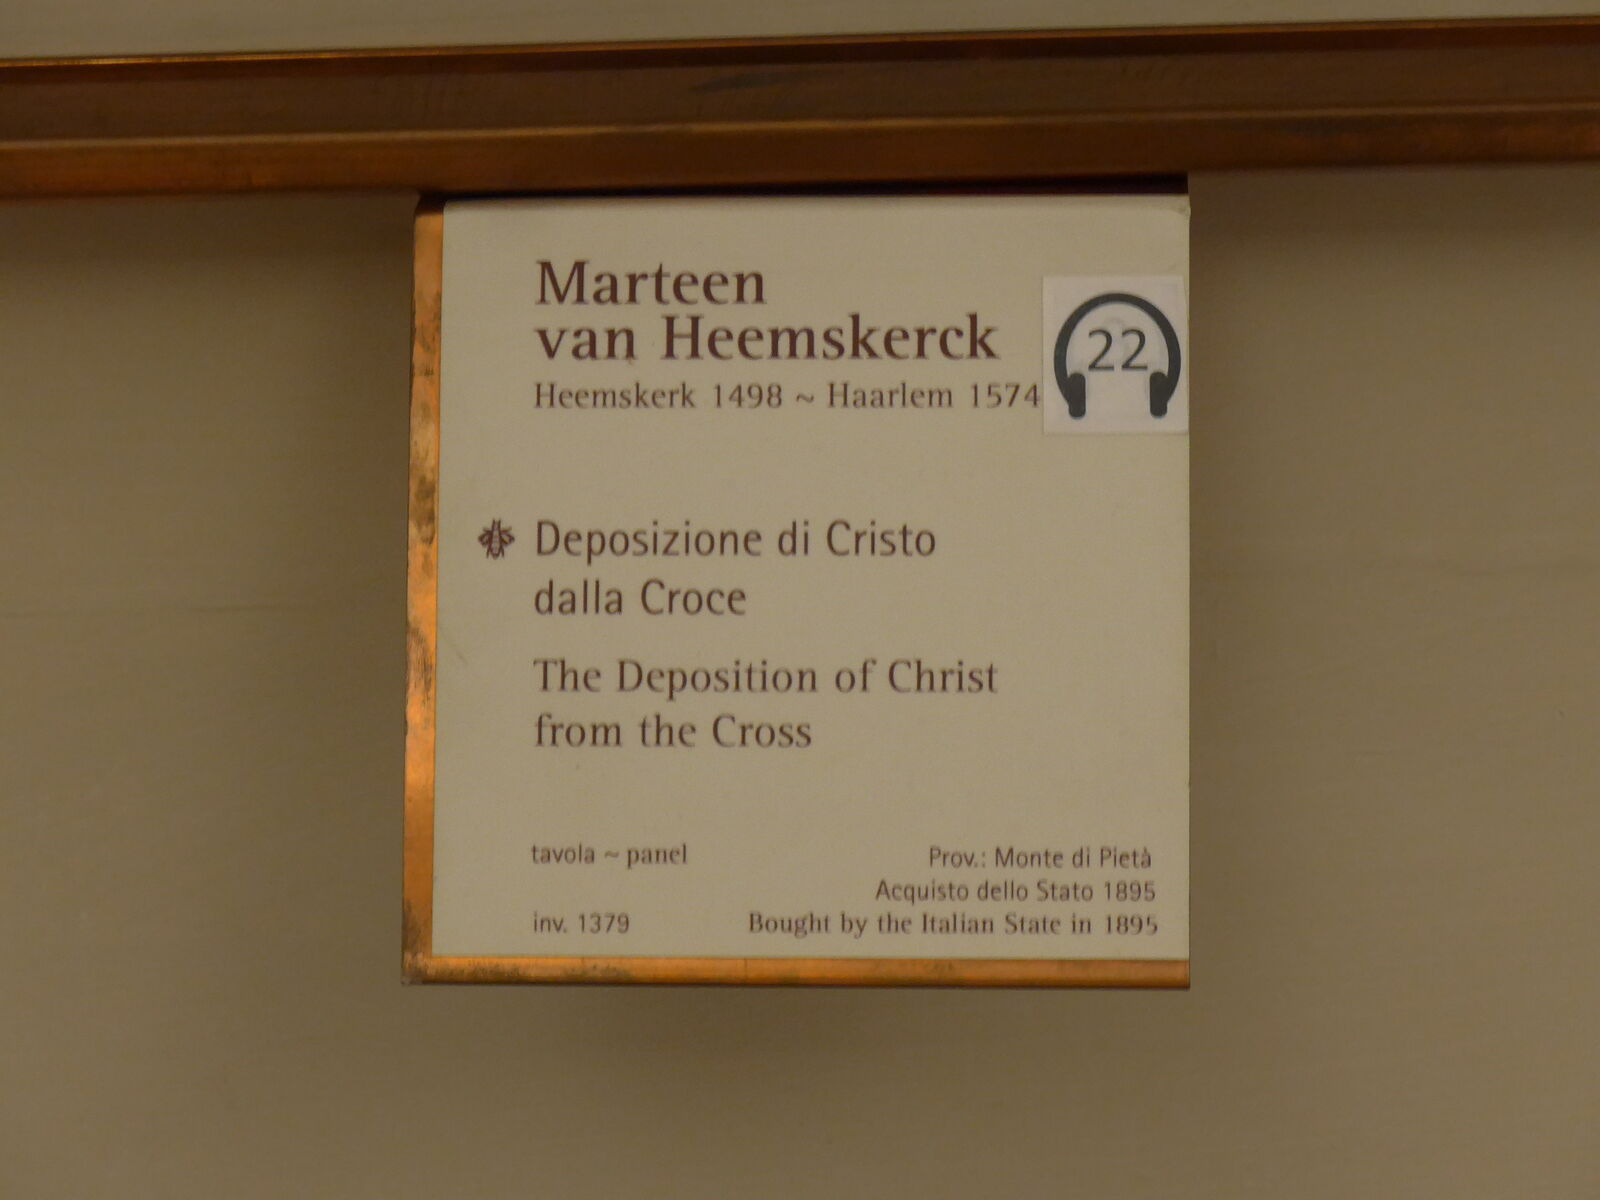 Marteen
van Heemskerck
Heemskerk 1498 ~ Haarlem 1574
22
Deposizione di Cristo
dalla Croce
The Deposition of Christ
from the Cross
tavola ~ panel
Prov.: Monte di Pietà
Acquisto dello Stato 1895
inv. 1379
Bought by the Italian State in 1895